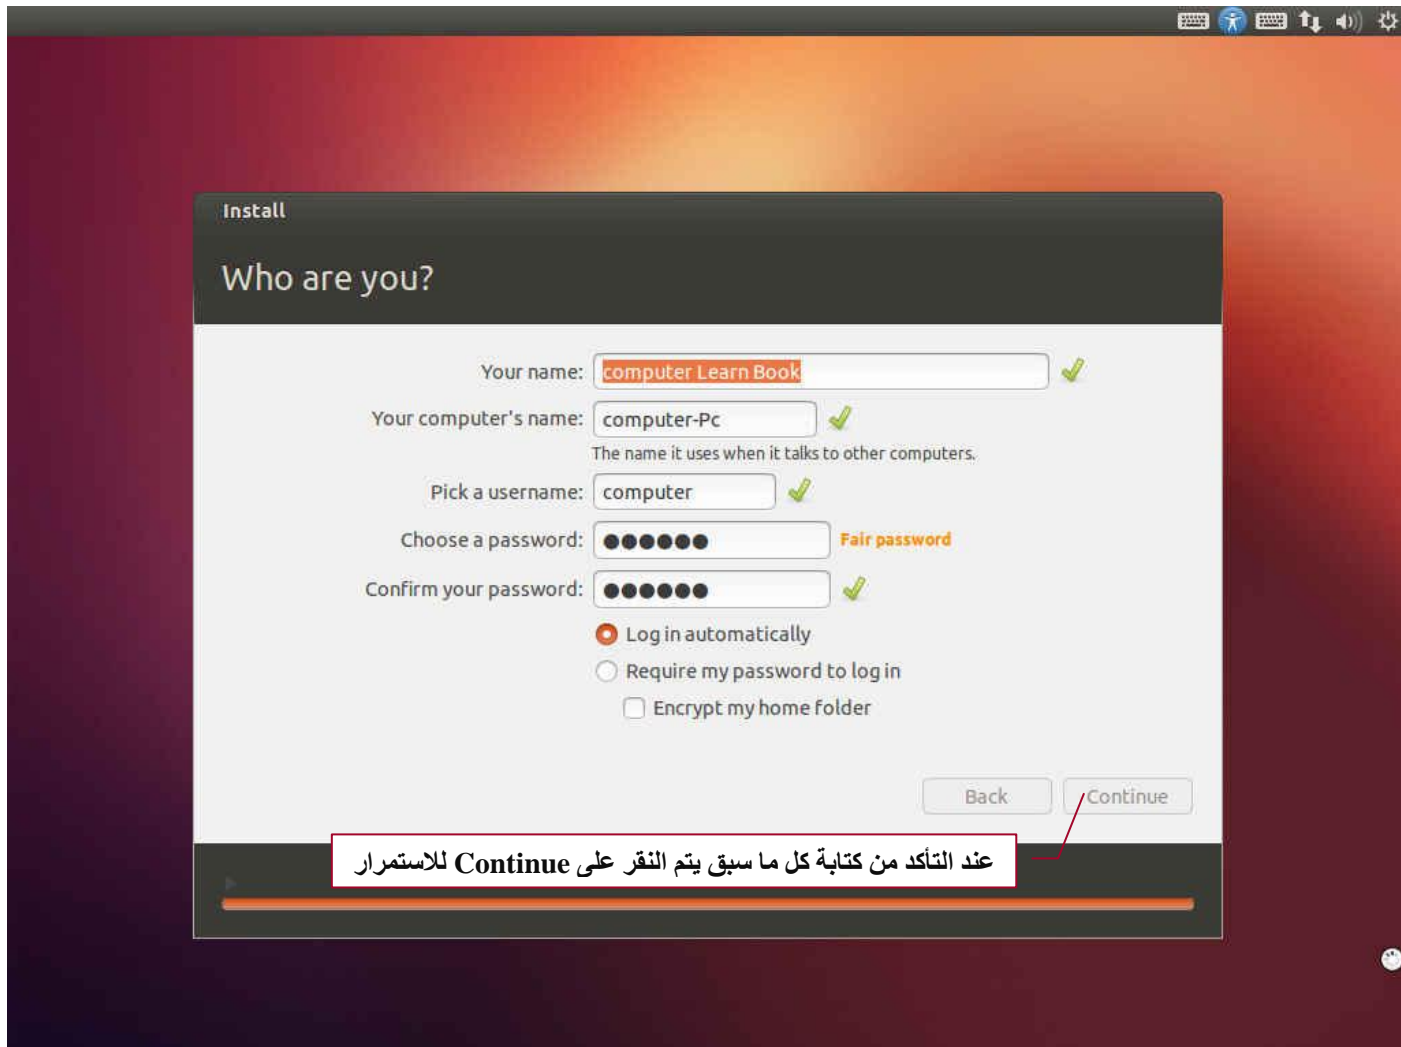 Install
Who are you?
Your name: computer Learn Book
Your computer's name: computer-Pc
The name it uses when it talks to other computers.
Pick a username: computer
Choose a password: ●●●●●● Fair password
Confirm your password: ●●●●●●
Log in automatically
Require my password to log in
Encrypt my home folder
Back Continue
عند التأكد من كتابة كل ما سبق يتم النقر على Continue للاستمرار